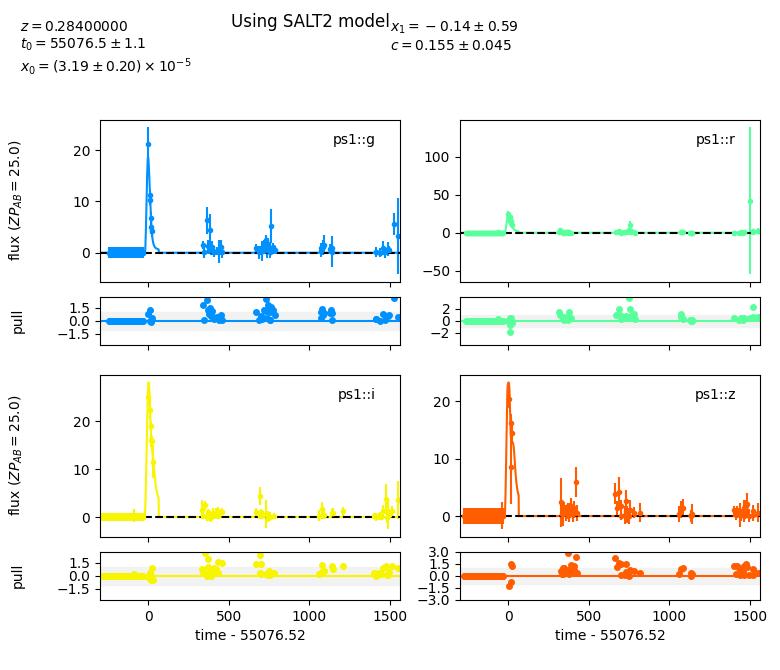 Using SALT2 model
z = 0.28400000
t₀ = 55076.5 ± 1.1
x₀ = (3.19 ± 0.20) × 10⁻⁵
x₁ = − 0.14 ± 0.59
c = 0.155 ± 0.045
ps1::g
flux (ZP_AB = 25.0)
20
10
0
pull
1.5
0.0
−1.5
ps1::r
100
50
0
−50
2
0
−2
ps1::i
flux (ZP_AB = 25.0)
20
10
0
pull
1.5
0.0
−1.5
0 500 1000 1500
time - 55076.52
ps1::z
20
10
0
3.0
1.5
0.0
−1.5
−3.0
0 500 1000 1500
time - 55076.52